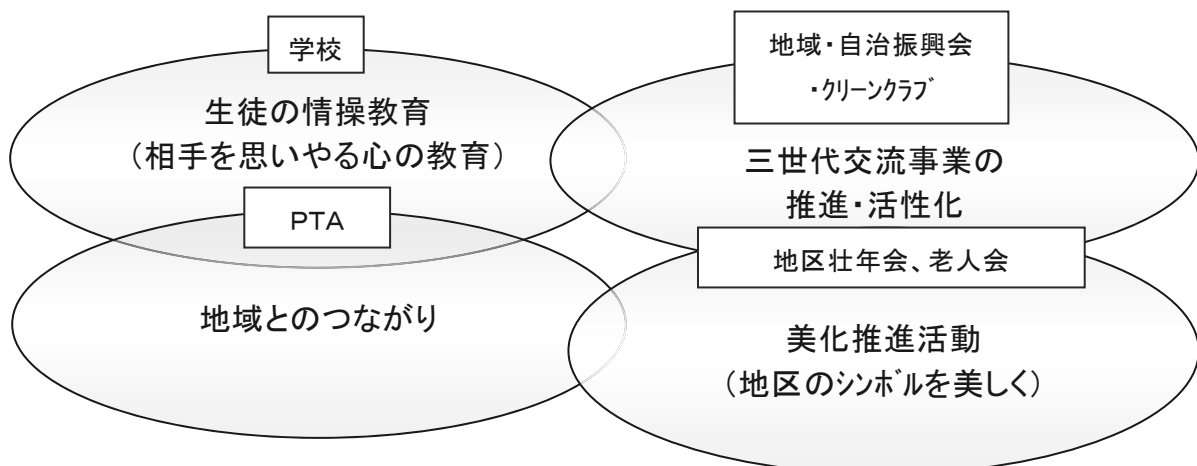 学校
生徒の情操教育
（相手を思いやる心の教育）
地域・自治振興会
・ｸﾘｰﾝｸﾗﾌﾞ
三世代交流事業の
推進・活性化
PTA
地域とのつながり
地区壮年会、老人会
美化推進活動
（地区のｼﾝﾎﾞﾙを美しく）